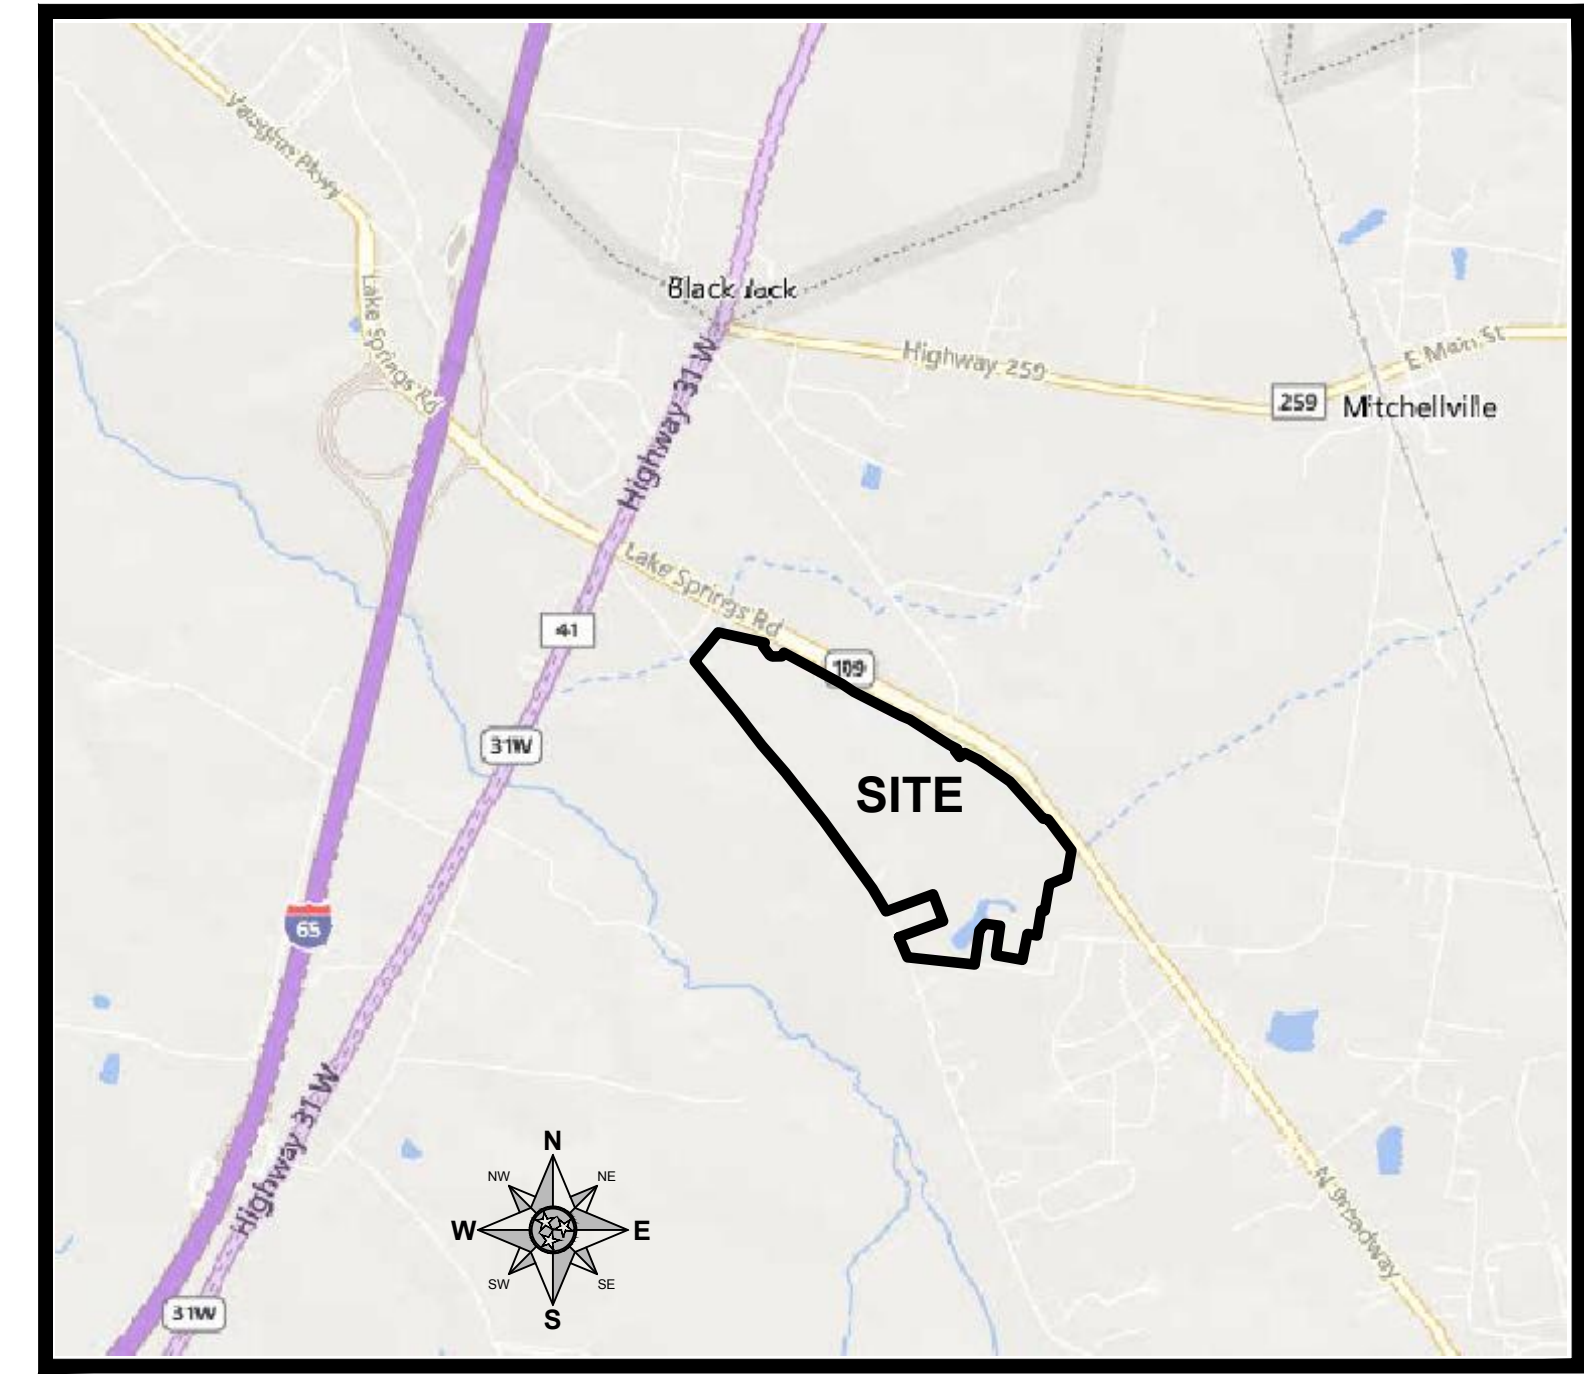 Vaughn Pkwy
Lake Springs Rd
Black Jack
Highway 31 W
Highway 259
259
E Main St
Mitchellville
Lake Springs Rd
41
109
31W
SITE
65
Highway 31 W
N Broadway
N
NW
NE
W
E
SW
SE
S
31W